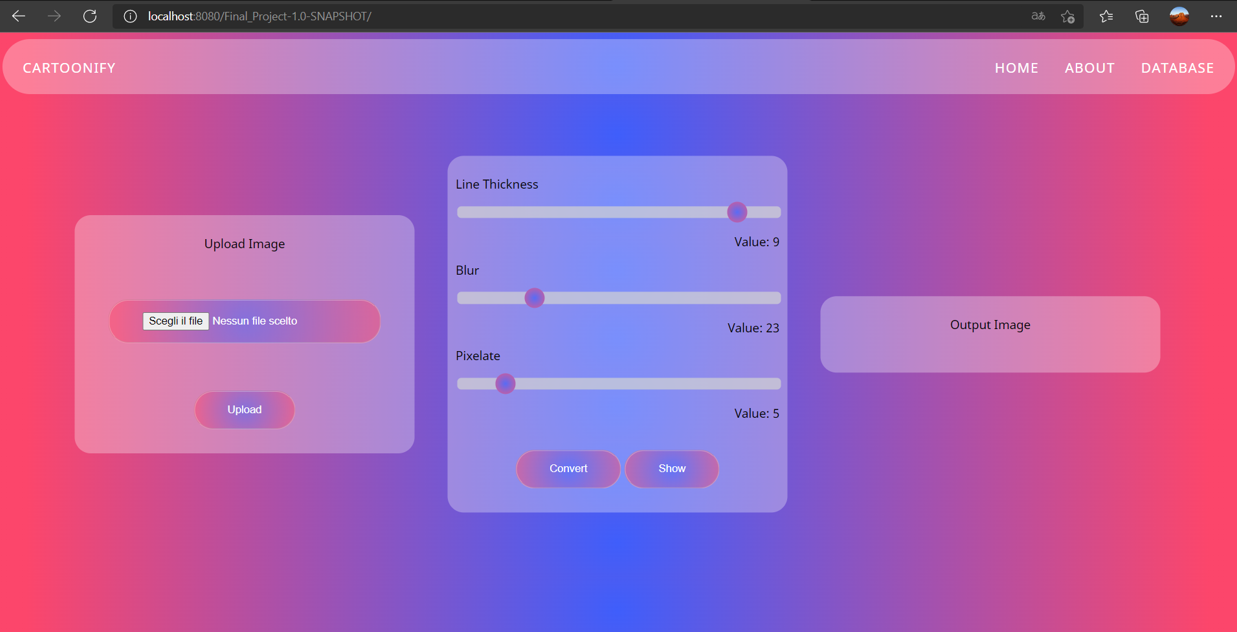 localhost:8080/Final_Project-1.0-SNAPSHOT/
CARTOONIFY
HOME ABOUT DATABASE
Upload Image
Scegli il file Nessun file scelto
Upload
Line Thickness
Value: 9
Blur
Value: 23
Pixelate
Value: 5
Convert Show
Output Image